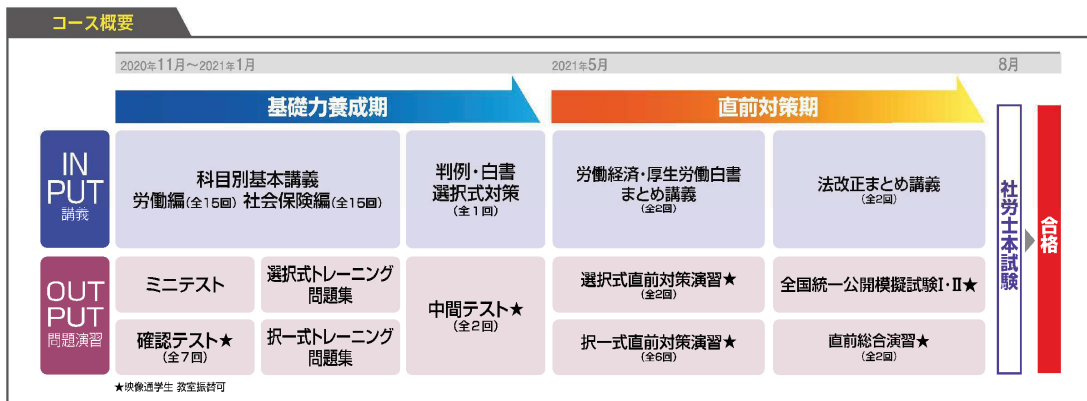 コース概要
2020年11月〜2021年1月
2021年5月
8月
基礎力養成期
直前対策期
IN
PUT
講義
科目別基本講義
労働編(全15回) 社会保険編(全15回)
判例・白書
選択式対策
(全1回)
労働経済・厚生労働白書
まとめ講義
(全2回)
法改正まとめ講義
(全2回)
OUT
PUT
問題演習
ミニテスト
選択式トレーニング
問題集
確認テスト★
(全7回)
択一式トレーニング
問題集
中間テスト★
(全2回)
選択式直前対策演習★
(全2回)
全国統一公開模擬試験Ⅰ・Ⅱ★
択一式直前対策演習★
(全6回)
直前総合演習★
(全2回)
社労士本試験
合格
★映像通学生 教室振替可